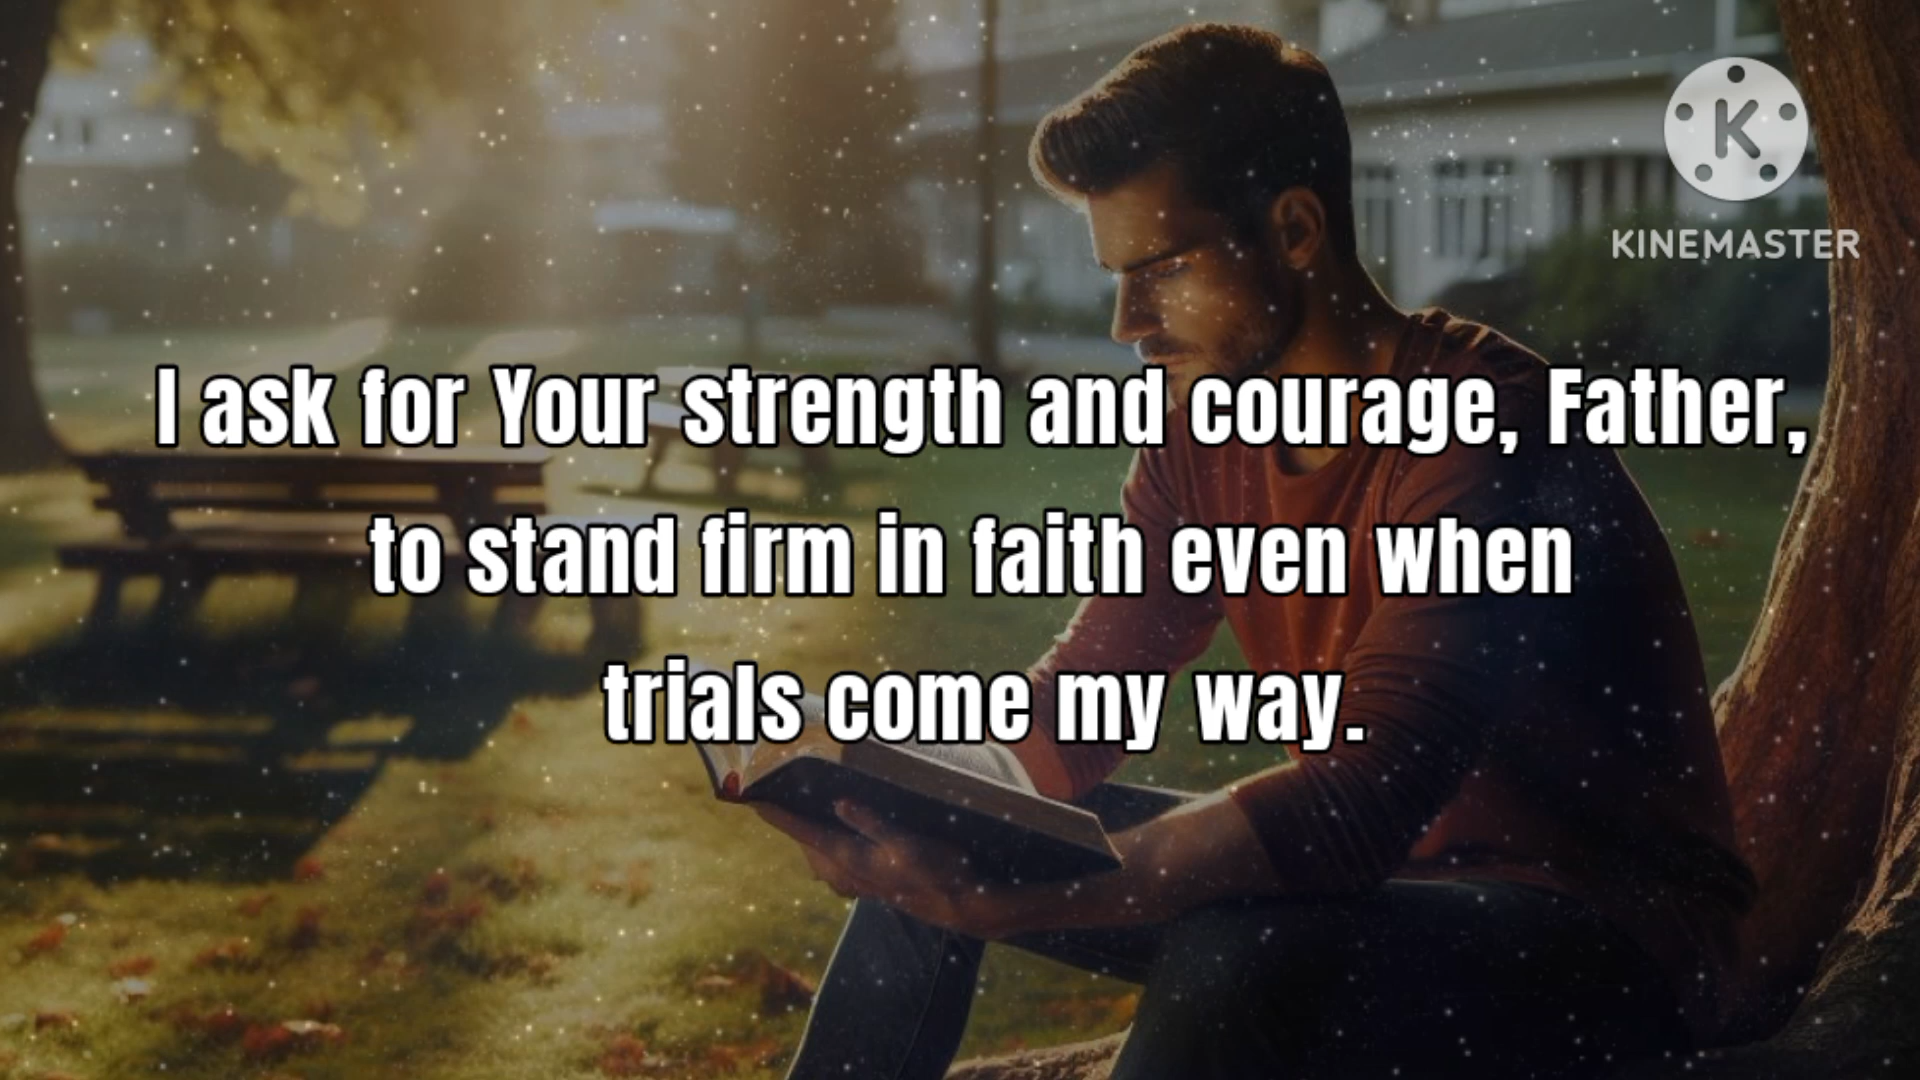 K
KINEMASTER
I ask for Your strength and courage, Father,
to stand firm in faith even when
trials come my way.